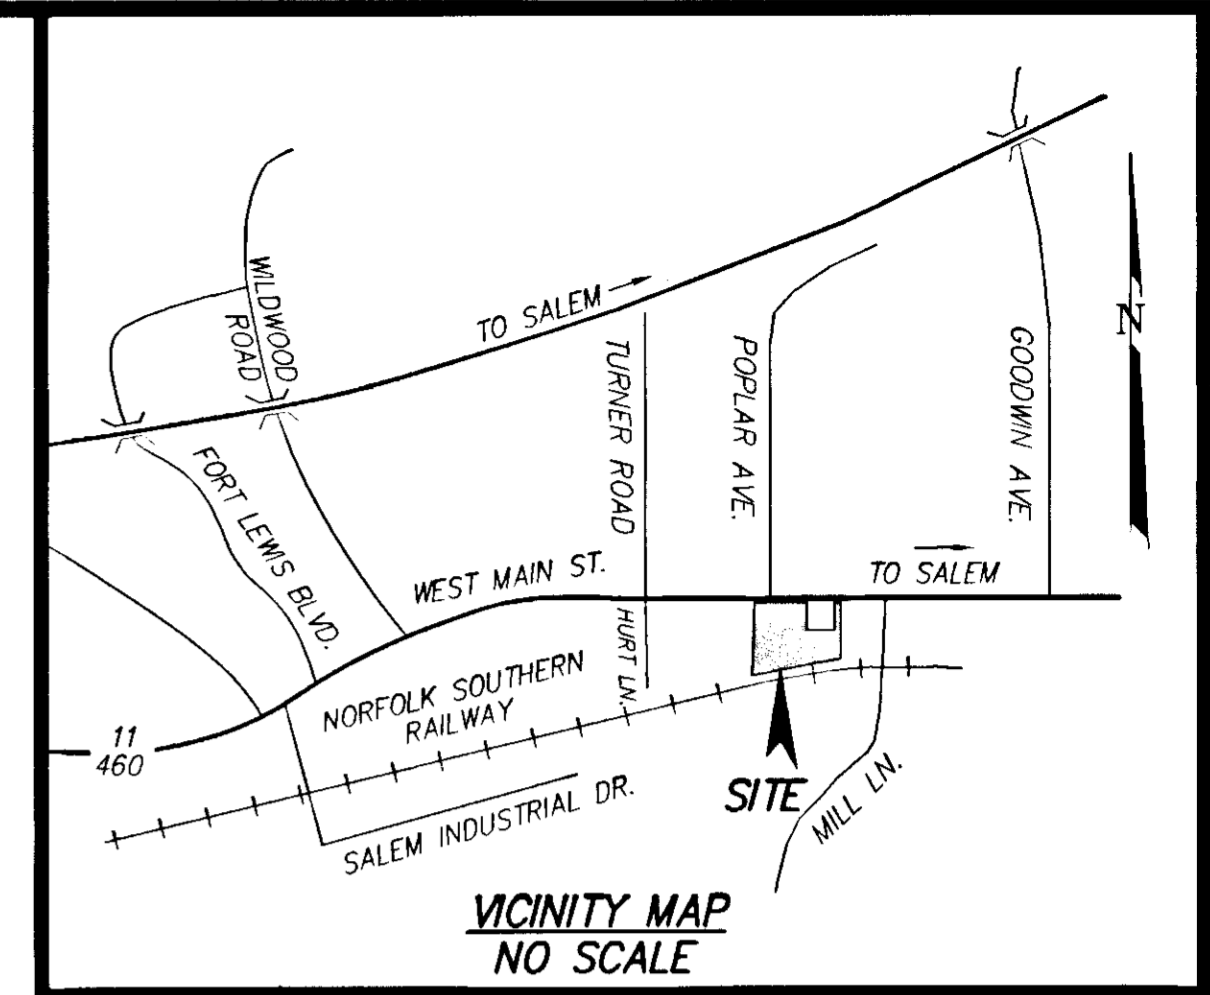 WILDWOOD
ROAD
TO SALEM
TURNER ROAD
POPLAR AVE.
GOODWIN AVE.
N
FORT LEWIS BLVD.
WEST MAIN ST.
TO SALEM
HURT LN.
NORFOLK SOUTHERN
RAILWAY
11
460
SITE
MILL LN.
SALEM INDUSTRIAL DR.
VICINITY MAP
NO SCALE